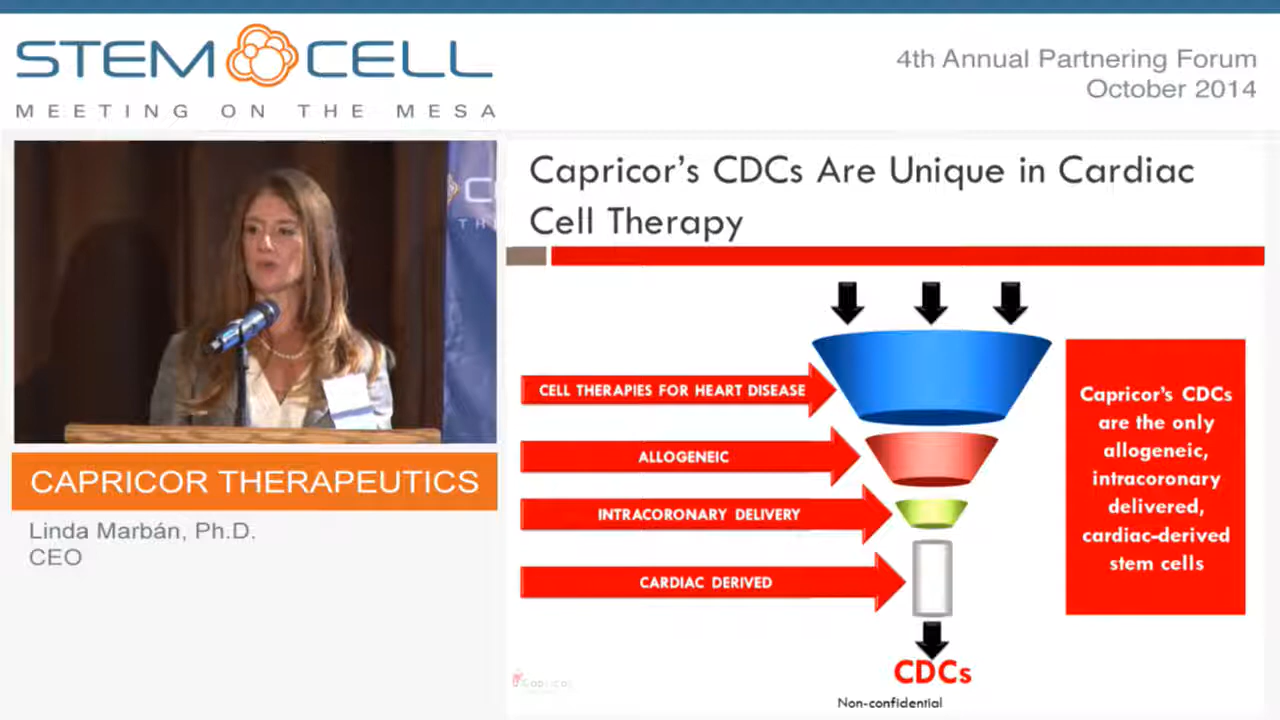 STEM CELL
MEETING ON THE MESA
4th Annual Partnering Forum
October 2014
CAPRICOR THERAPEUTICS
Linda Marbán, Ph.D.
CEO
Capricor's CDCs Are Unique in Cardiac
Cell Therapy
CELL THERAPIES FOR HEART DISEASE
ALLOGENEIC
INTRACORONARY DELIVERY
CARDIAC DERIVED
CDCs
Capricor's CDCs
are the only
allogeneic,
intracoronary
delivered,
cardiac-derived
stem cells
Non-confidential